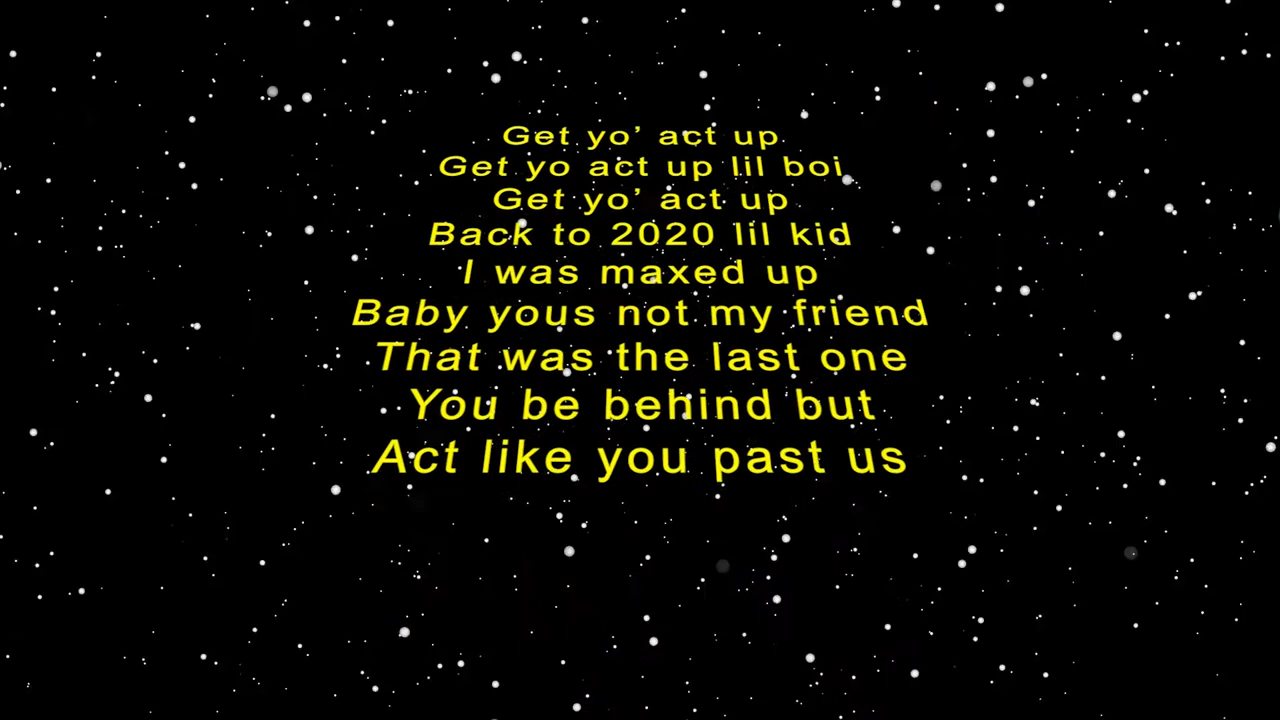 Get yo’ act up
Get yo act up lil boi
Get yo’ act up
Back to 2020 lil kid
I was maxed up
Baby yous not my friend
That was the last one
You be behind but
Act like you past us